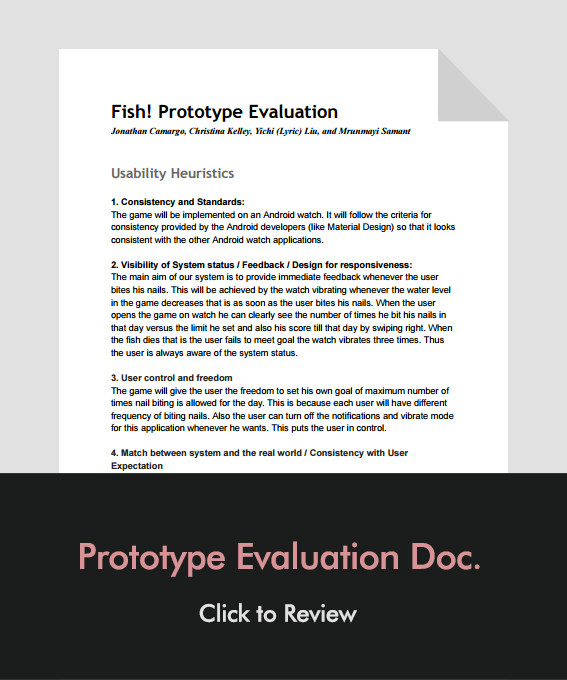 Fish! Prototype Evaluation
Jonathan Camargo, Christina Kelley, Yichi (Lyric) Liu, and Mrunmayi Samant
Usability Heuristics
1. Consistency and Standards:
The game will be implemented on an Android watch. It will follow the criteria for
consistency provided by the Android developers (like Material Design) so that it looks
consistent with the other Android watch applications.
2. Visibility of System status / Feedback / Design for responsiveness:
The main aim of our system is to provide immediate feedback whenever the user
bites his nails. This will be achieved by the watch vibrating whenever the water level
in the game decreases that is as soon as the user bites his nails. When the user
opens the game on watch he can clearly see the number of times he bit his nails in
that day versus the limit he set and also his score till that day by swiping right. When
the fish dies that is the user fails to meet goal the watch vibrates three times. Thus
the user is always aware of the system status.
3. User control and freedom
The game will give the user the freedom to set his own goal of maximum number of
times nail biting is allowed for the day. This is because each user will have different
frequency of biting nails. Also the user can turn off the notifications and vibrate mode
for this application whenever he wants. This puts the user in control.
4. Match between system and the real world / Consistency with User
Expectation
Prototype Evaluation Doc.
Click to Review